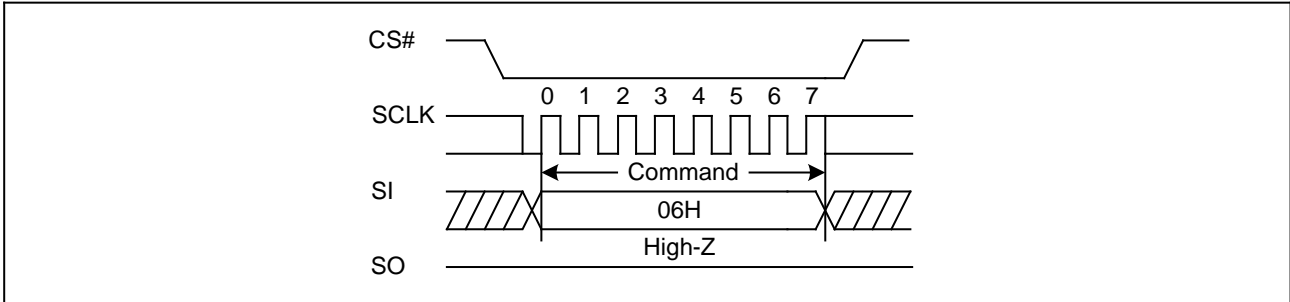 CS#
0 1 2 3 4 5 6 7
SCLK
Command
SI
06H
High-Z
SO